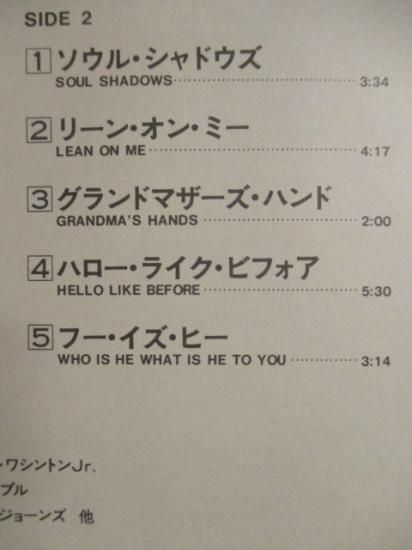 SIDE 2
1 ソウル・シャドウズ
SOUL SHADOWS 3:34
2 リーン・オン・ミー
LEAN ON ME 4:17
3 グランドマザーズ・ハンド
GRANDMA'S HANDS 2:00
4 ハロー・ライク・ビフォア
HELLO LIKE BEFORE 5:30
5 フー・イズ・ヒー
WHO IS HE WHAT IS HE TO YOU 3:14
・ワシントンJr.
ブル
ジョーンズ 他